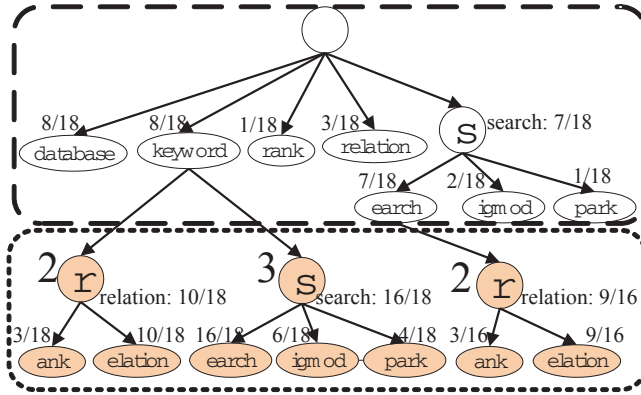 8/18 8/18 1/18 3/18
database keyword rank relation s search: 7/18
7/18 2/18 1/18
earch igmod park
2 r relation: 10/18 3 s search: 16/18 2 r relation: 9/16
3/18 10/18 16/18 6/18 4/18 3/16 9/16
ank elation earch igmod park ank elation